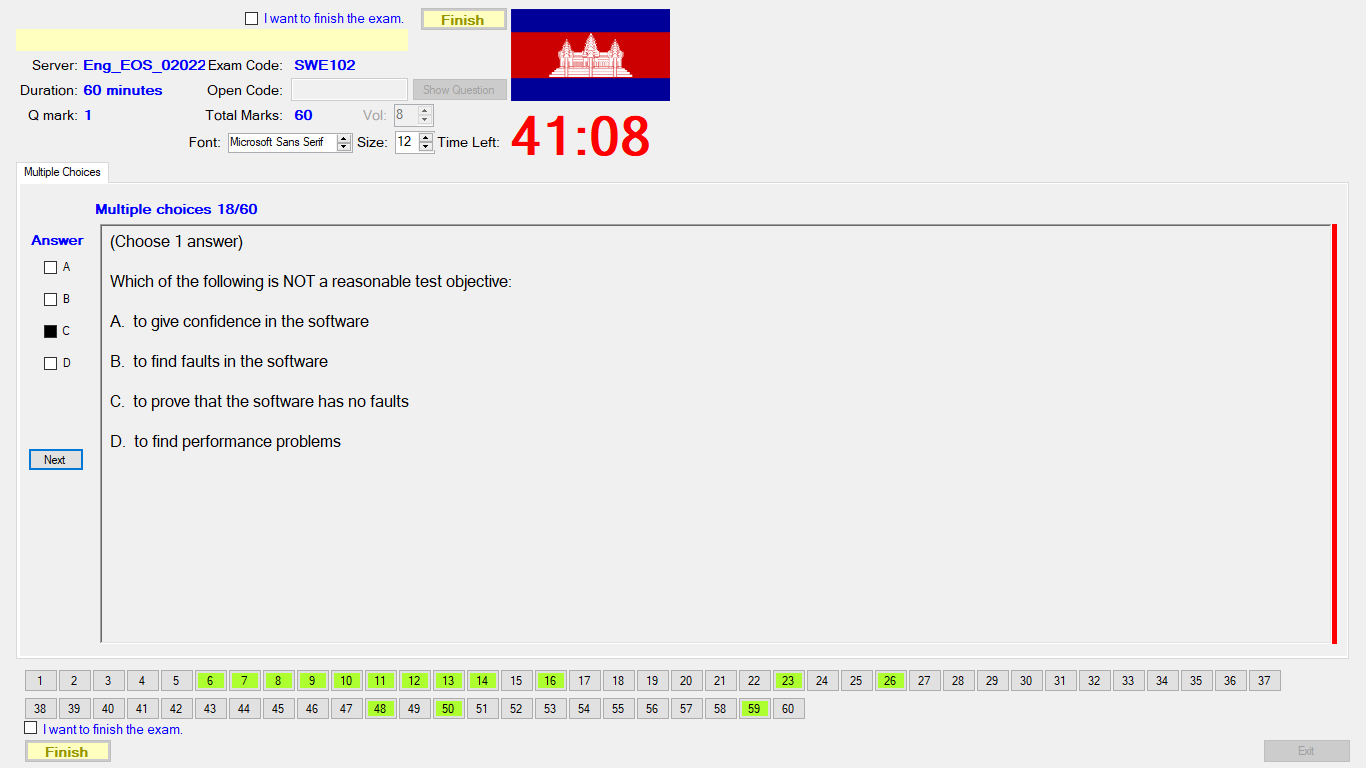 I want to finish the exam. Finish
Server: Eng_EOS_02022 Exam Code: SWE102
Duration: 60 minutes Open Code: Show Question
Q mark: 1 Total Marks: 60 Vol: 8
Font: Microsoft Sans Serif Size: 12 Time Left: 41:08
Multiple Choices
Multiple choices 18/60
Answer
A
B
C
D
Next
(Choose 1 answer)
Which of the following is NOT a reasonable test objective:
A. to give confidence in the software
B. to find faults in the software
C. to prove that the software has no faults
D. to find performance problems
1 2 3 4 5 6 7 8 9 10 11 12 13 14 15 16 17 18 19 20 21 22 23 24 25 26 27 28 29 30 31 32 33 34 35 36 37
38 39 40 41 42 43 44 45 46 47 48 49 50 51 52 53 54 55 56 57 58 59 60
I want to finish the exam.
Finish Exit